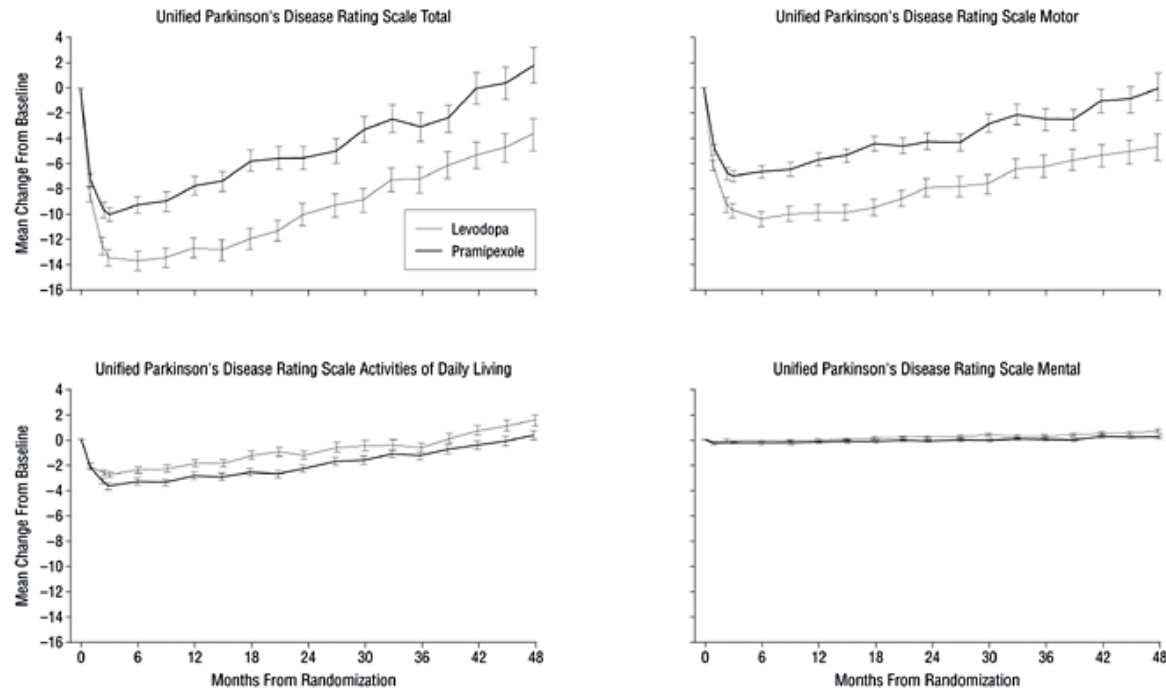 Unified Parkinson's Disease Rating Scale Total
Mean Change From Baseline
4
2
0
−2
−4
−6
−8
−10
−12
−14
−16
Levodopa
Pramipexole
Unified Parkinson's Disease Rating Scale Motor
Unified Parkinson's Disease Rating Scale Activities of Daily Living
Mean Change From Baseline
4
2
0
−2
−4
−6
−8
−10
−12
−14
−16
0 6 12 18 24 30 36 42 48
Months From Randomization
Unified Parkinson's Disease Rating Scale Mental
0 6 12 18 24 30 36 42 48
Months From Randomization